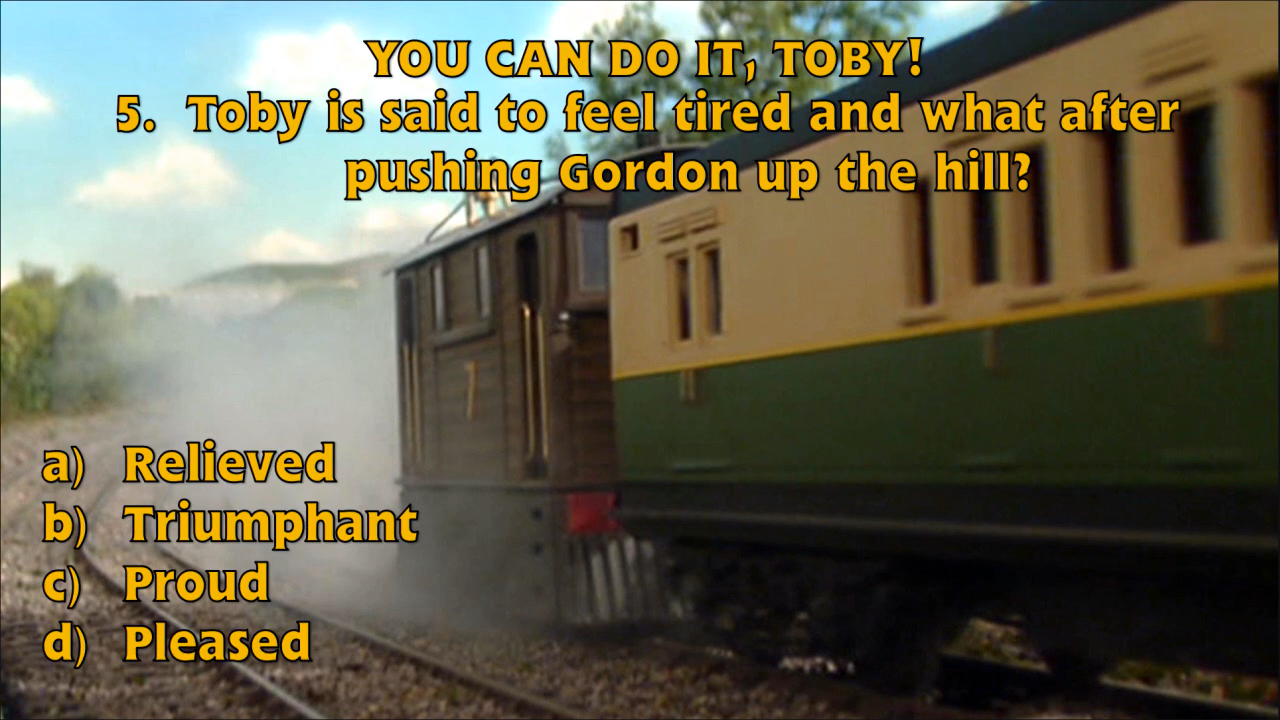 YOU CAN DO IT, TOBY!
5. Toby is said to feel tired and what after
pushing Gordon up the hill?
7
a) Relieved
b) Triumphant
c) Proud
d) Pleased